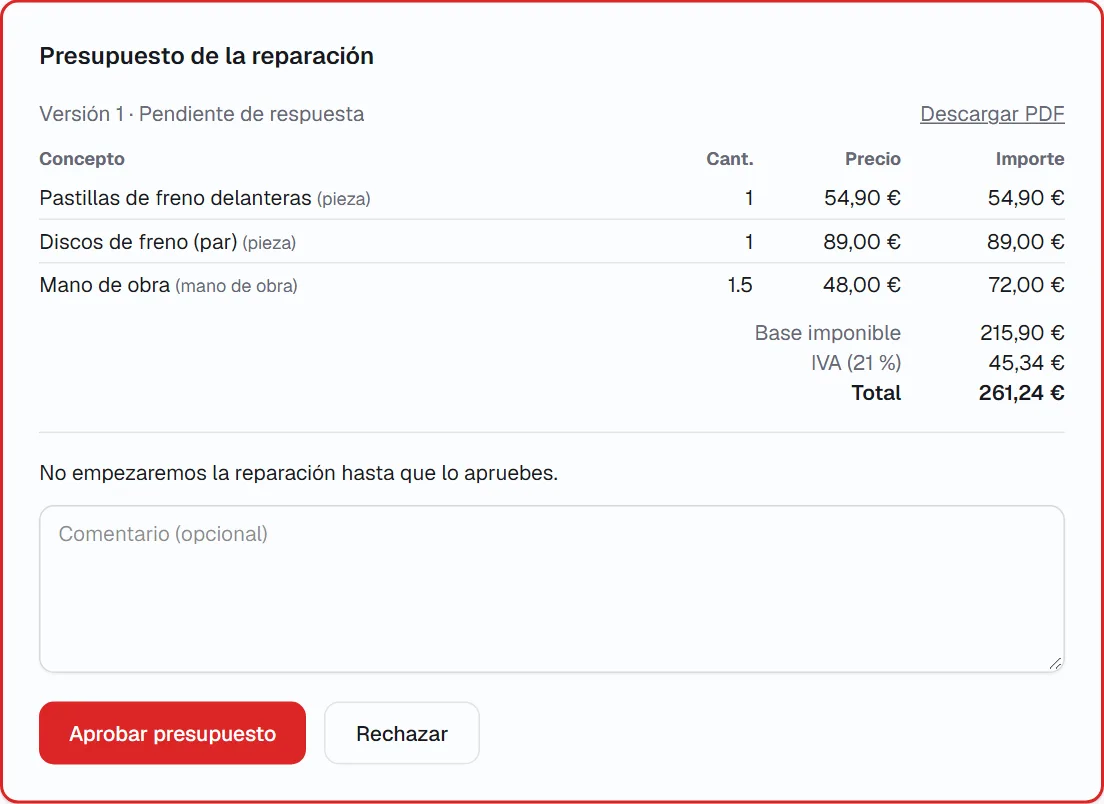 Presupuesto de la reparación
Versión 1 · Pendiente de respuesta Descargar PDF
Concepto Cant. Precio Importe
Pastillas de freno delanteras (pieza) 1 54,90 € 54,90 €
Discos de freno (par) (pieza) 1 89,00 € 89,00 €
Mano de obra (mano de obra) 1.5 48,00 € 72,00 €
Base imponible 215,90 €
IVA (21 %) 45,34 €
Total 261,24 €
No empezaremos la reparación hasta que lo apruebes.
Comentario (opcional)
Aprobar presupuesto Rechazar